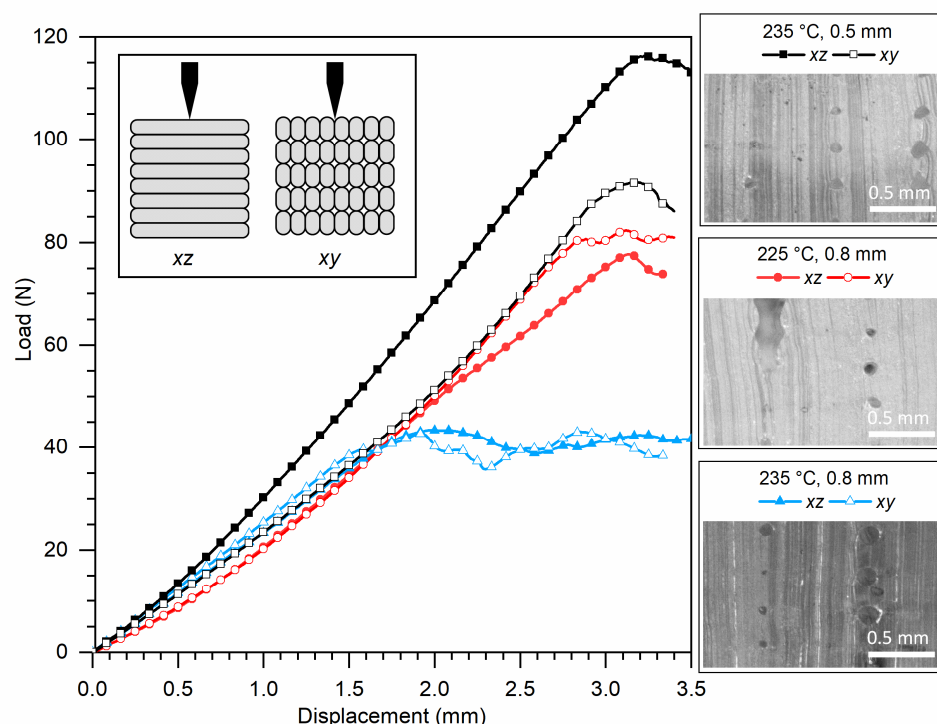 120
100
80
60
40
20
0
Load (N)
0.0
0.5
1.0
1.5
2.0
2.5
3.0
3.5
Displacement (mm)
xz
xy
235 °C, 0.5 mm
xz xy
0.5 mm
225 °C, 0.8 mm
xz xy
0.5 mm
235 °C, 0.8 mm
xz xy
0.5 mm